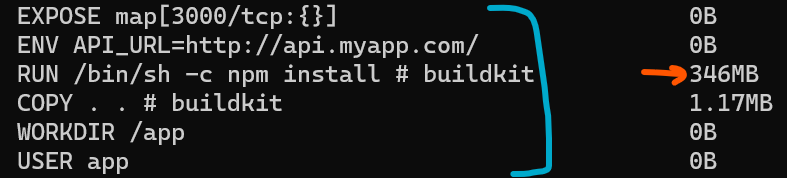 EXPOSE map[3000/tcp:{}] 0B
ENV API_URL=http://api.myapp.com/ 0B
RUN /bin/sh -c npm install # buildkit 346MB
COPY . . # buildkit 1.17MB
WORKDIR /app 0B
USER app 0B